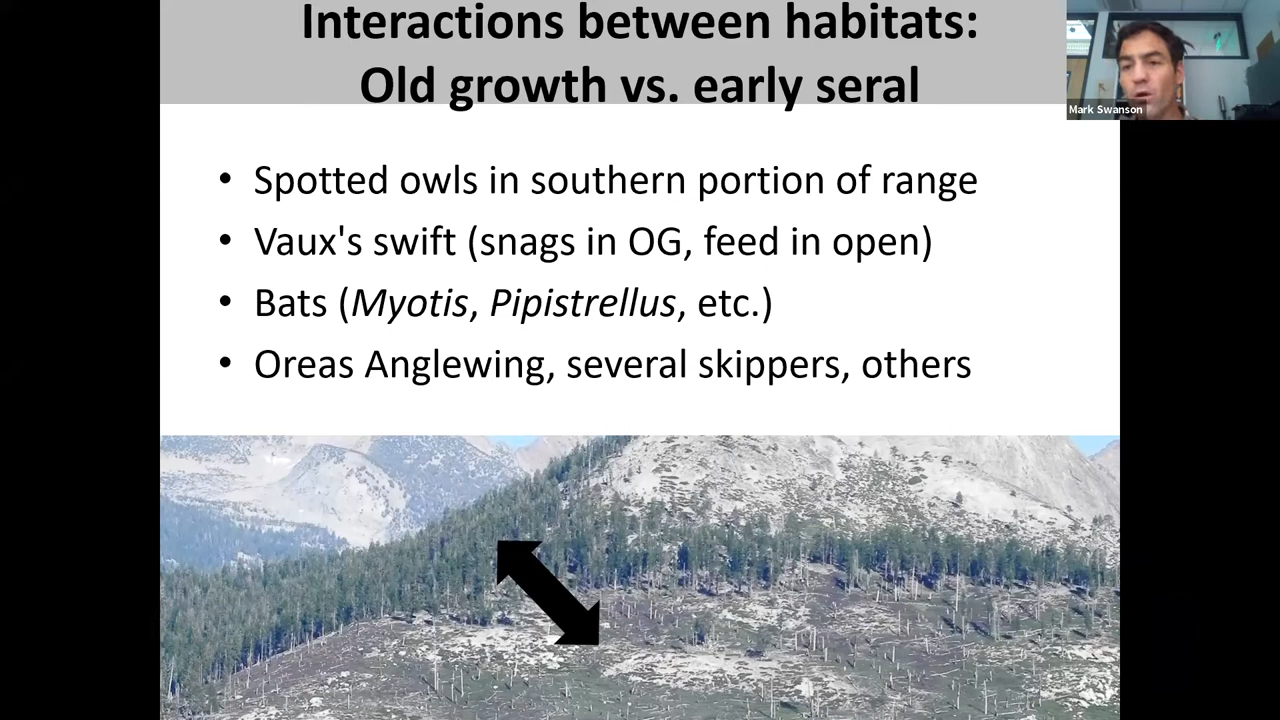 Interactions between habitats:
Old growth vs. early seral
Mark Swanson
• Spotted owls in southern portion of range
• Vaux's swift (snags in OG, feed in open)
• Bats (Myotis, Pipistrellus, etc.)
• Oreas Anglewing, several skippers, others